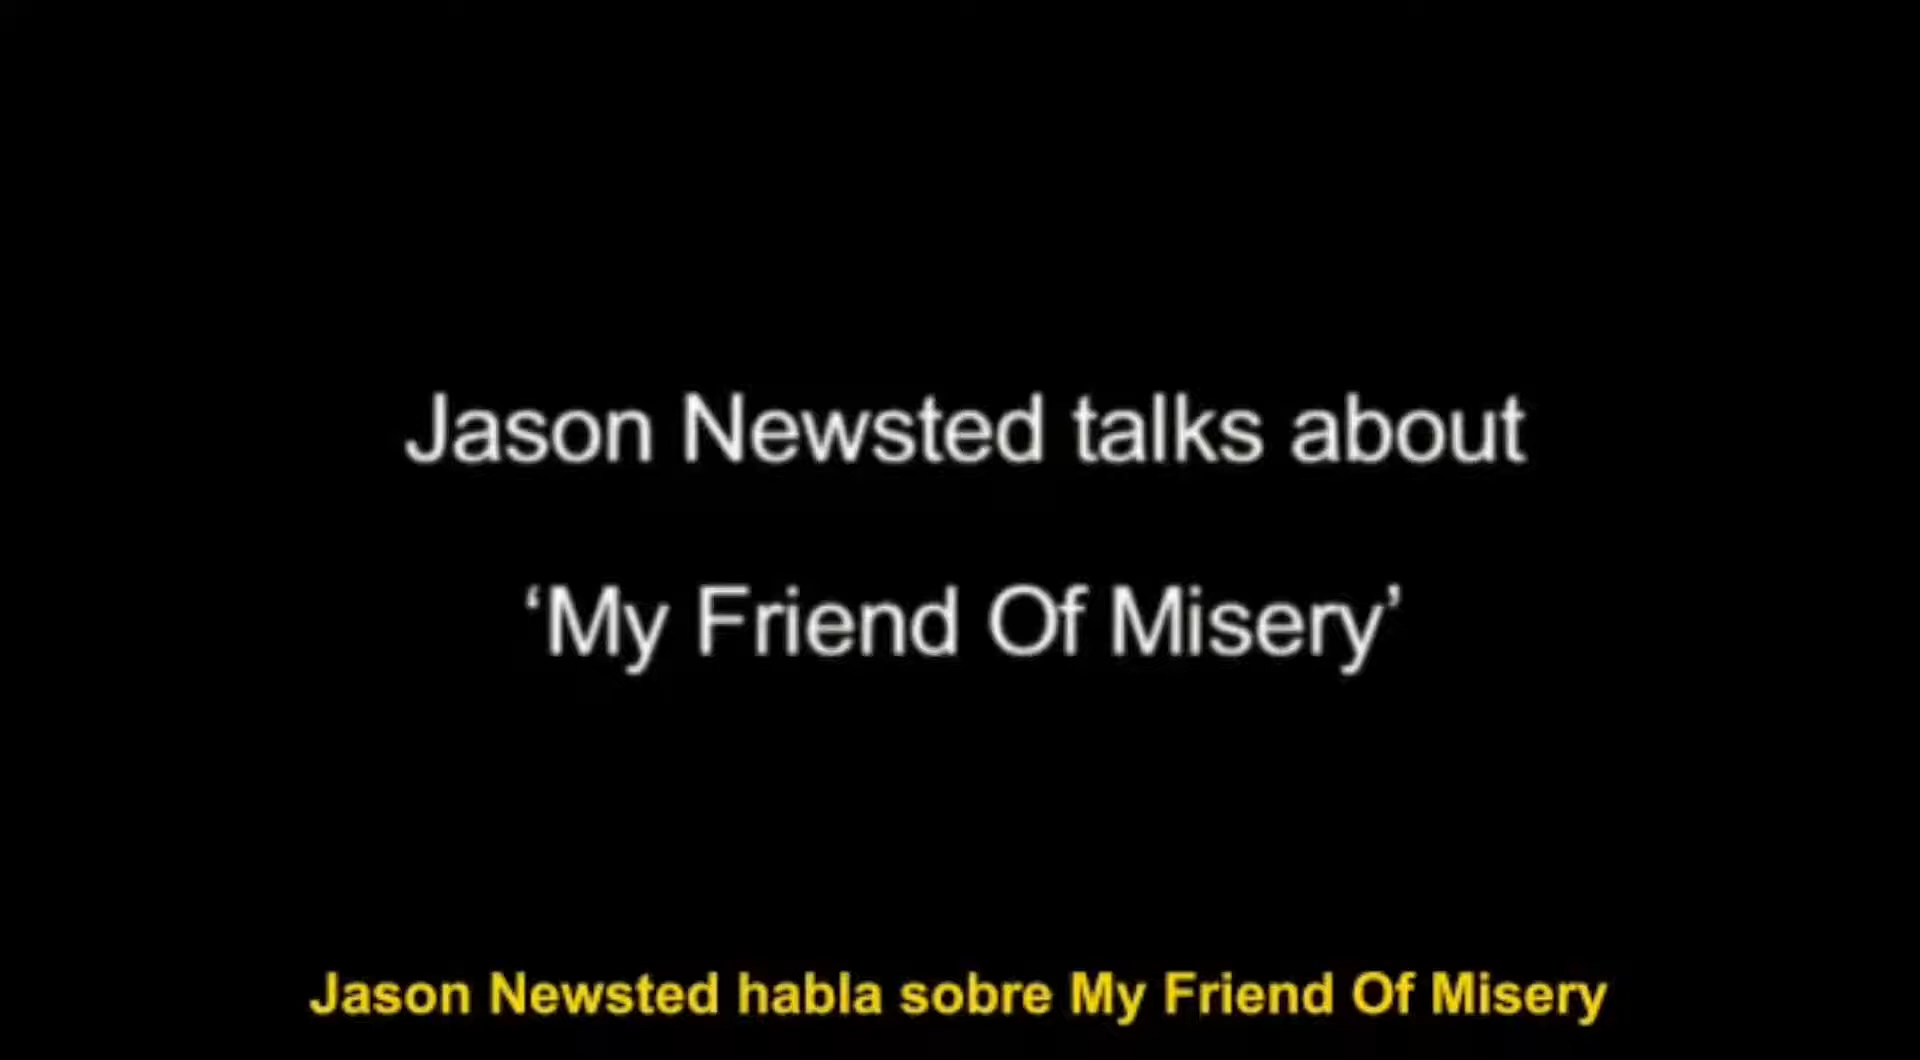 Jason Newsted talks about
‘My Friend Of Misery’
Jason Newsted habla sobre My Friend Of Misery